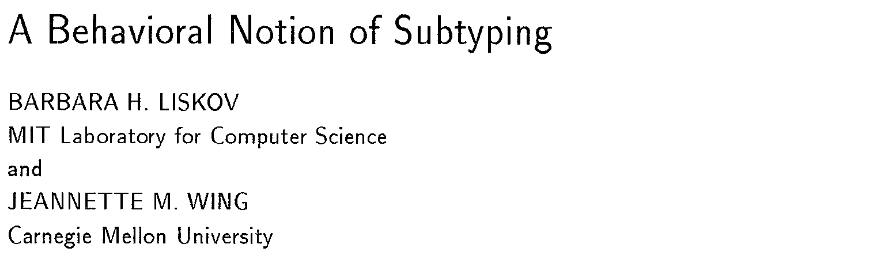 A Behavioral Notion of Subtyping
BARBARA H. LISKOV
MIT Laboratory for Computer Science
and
JEANNETTE M. WING
Carnegie Mellon University